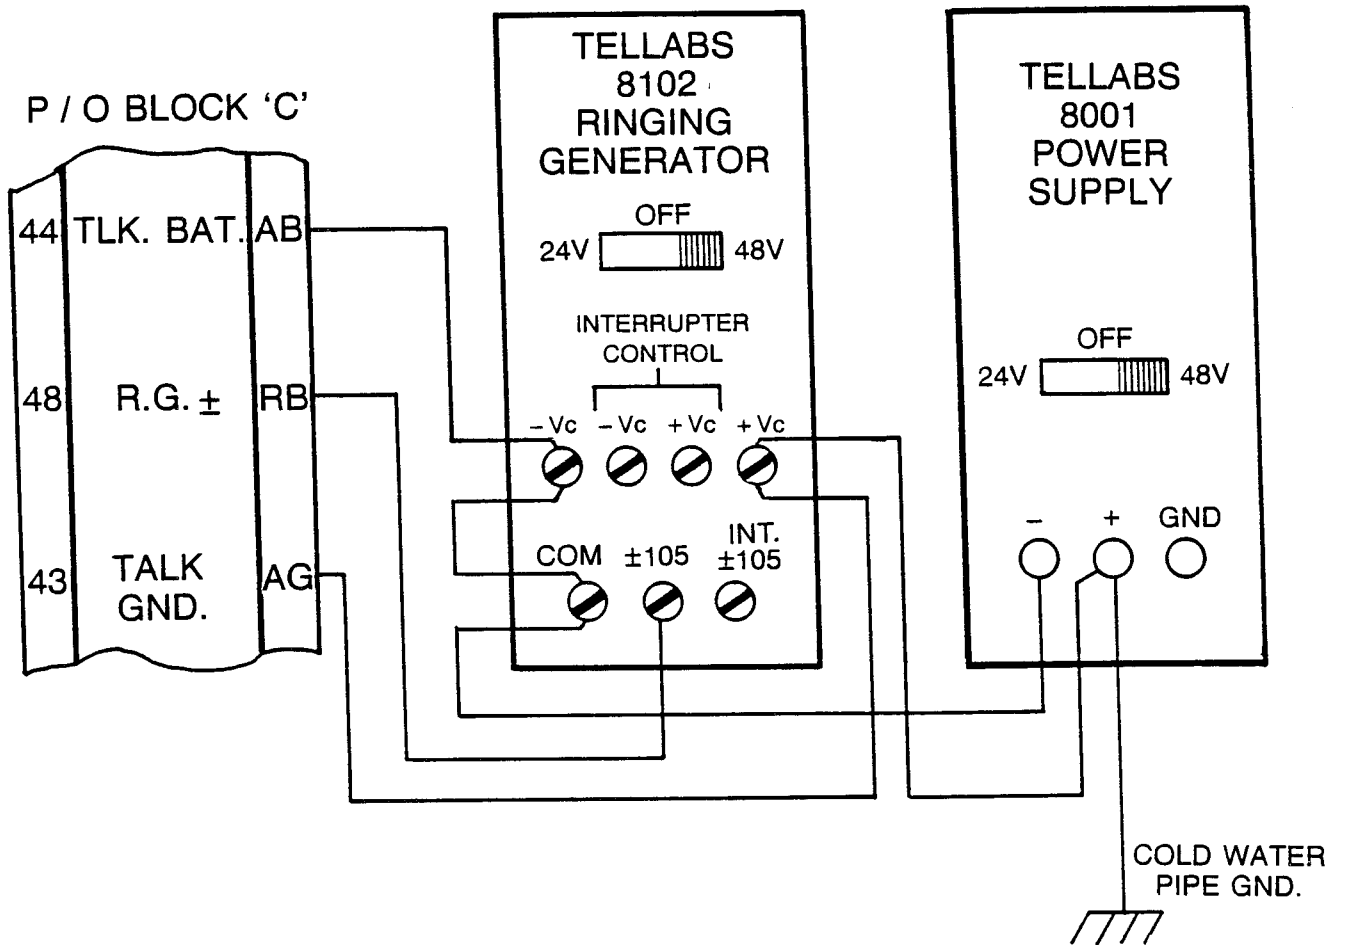 P / O BLOCK ‘C’
44 TLK. BAT. AB
48 R.G. ± RB
43 TALK GND. AG
TELLABS
8102
RINGING
GENERATOR
OFF
24V 48V
INTERRUPTER
CONTROL
– Vc – Vc + Vc + Vc
COM ±105 INT. ±105
TELLABS
8001
POWER
SUPPLY
OFF
24V 48V
– + GND
COLD WATER
PIPE GND.